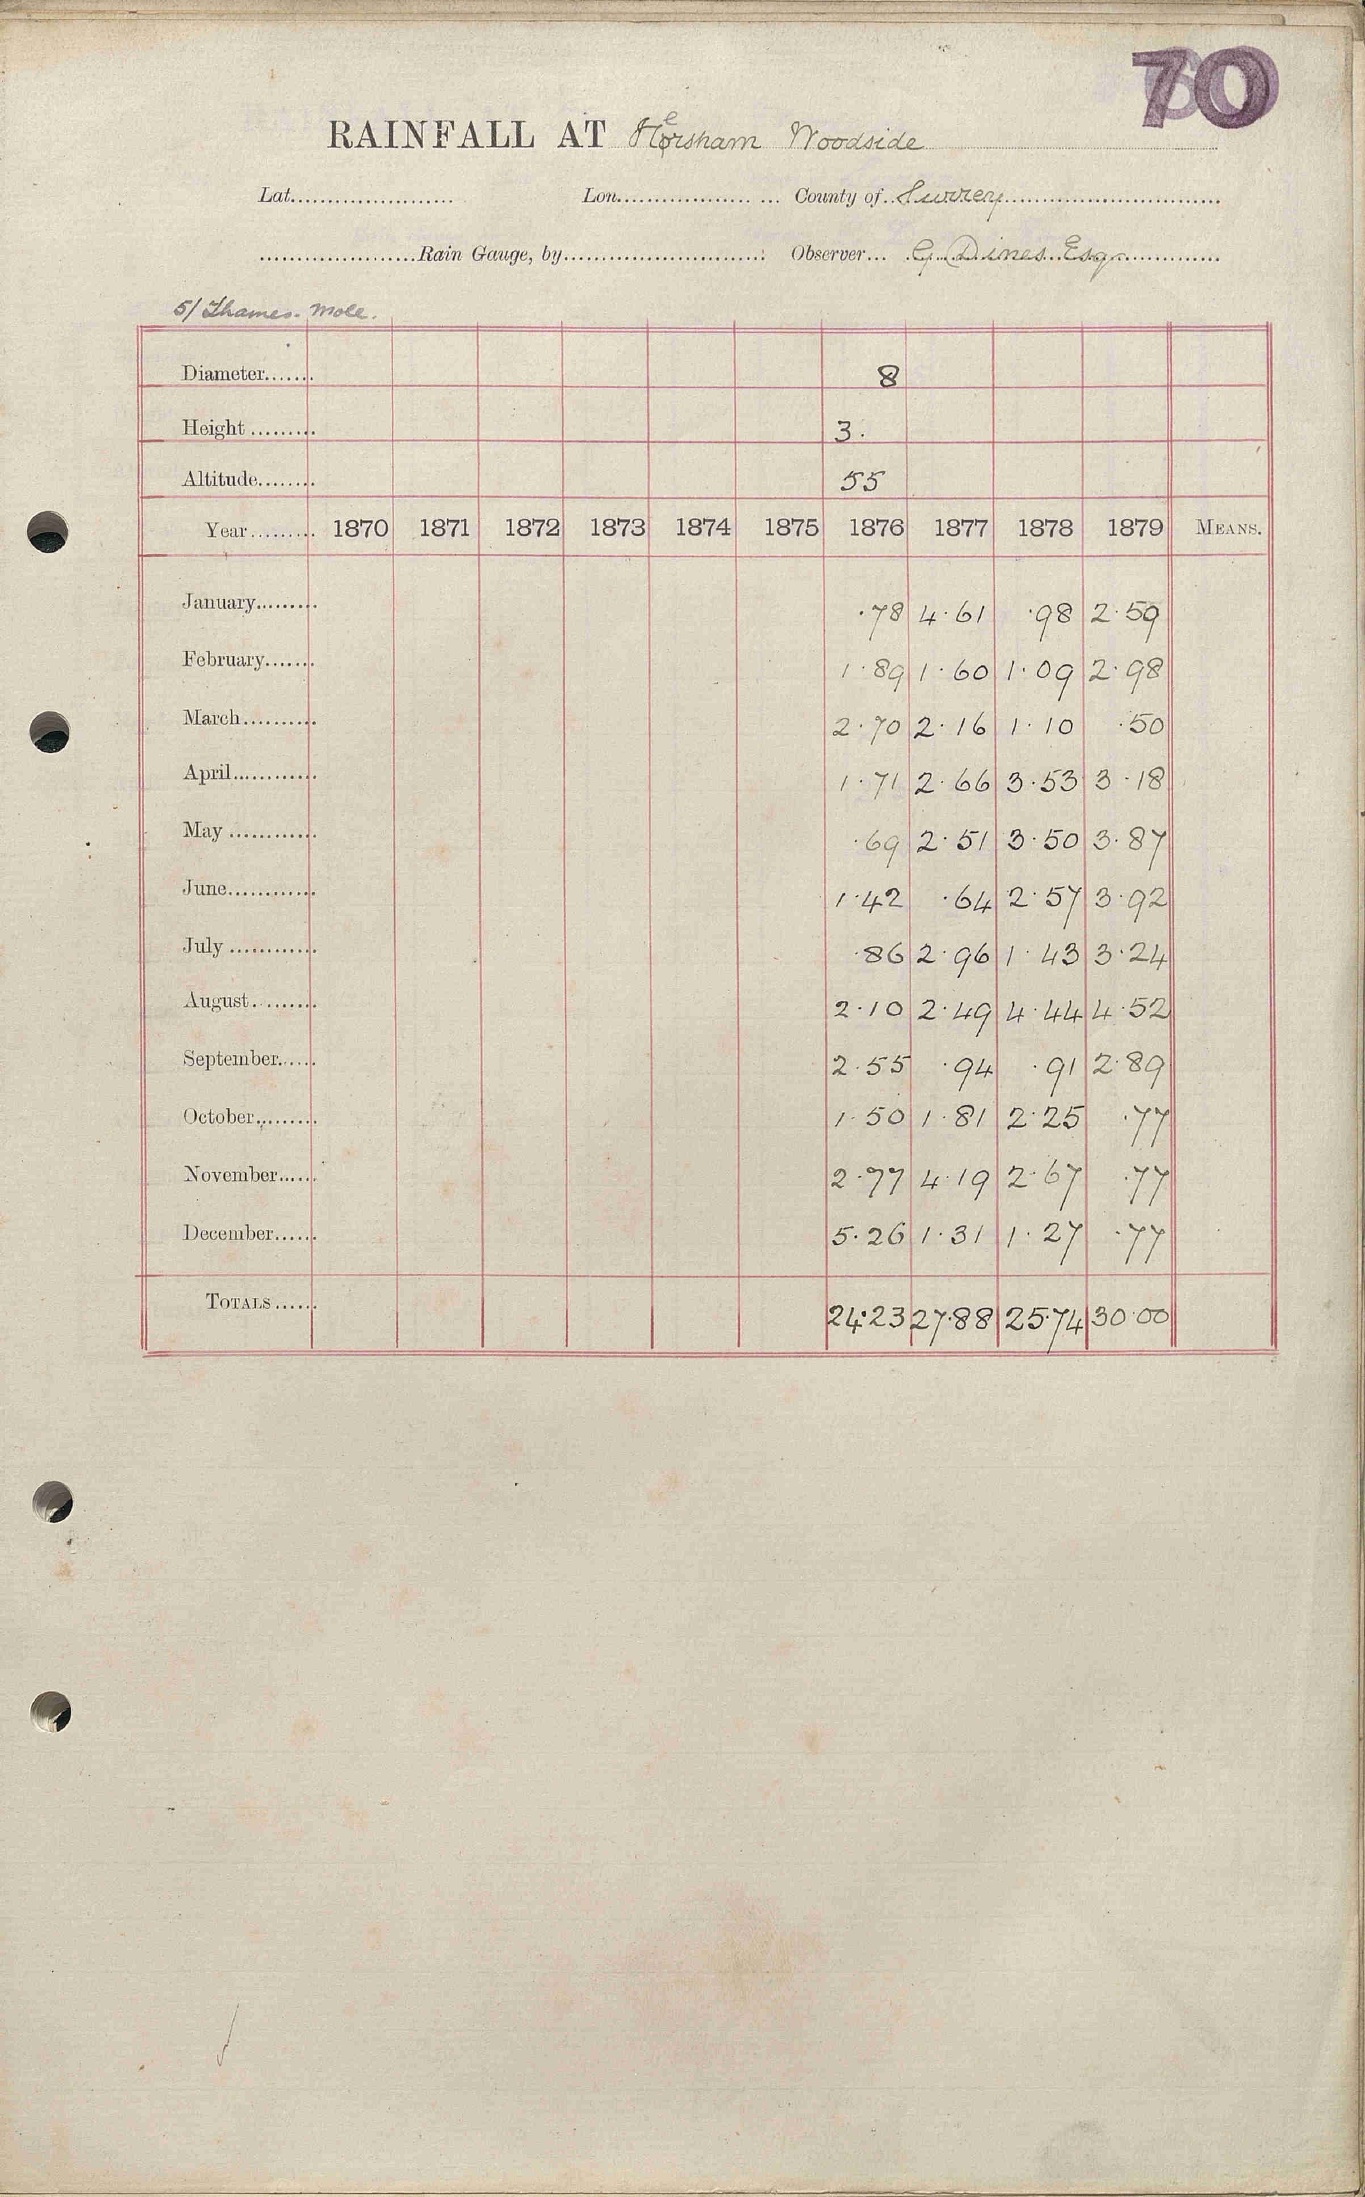 70
RAINFALL AT Hersham Woodside
Lat...................... Lon.................. ... County of Surrey
.....................Rain Gauge, by.......................... Observer... G Dines Esqr
5/ Thames. Mole.
Diameter....... 8
Height ......... 3.
Altitude........ 55
Year......... 1870 1871 1872 1873 1874 1875 1876 1877 1878 1879 MEANS.
January......... .78 4.61 .98 2.59
February....... 1.89 1.60 1.09 2.98
March.......... 2.70 2.16 1.10 .50
April............ 1.71 2.66 3.53 3.18
May ............ .69 2.51 3.50 3.87
June............ 1.42 .64 2.57 3.92
July ............ .86 2.96 1.43 3.24
August......... 2.10 2.49 4.44 4.52
September...... 2.55 .94 .91 2.89
October......... 1.50 1.81 2.25 .77
November...... 2.77 4.19 2.67 .77
December...... 5.26 1.31 1.27 .77
TOTALS...... 24.23 27.88 25.74 30.00